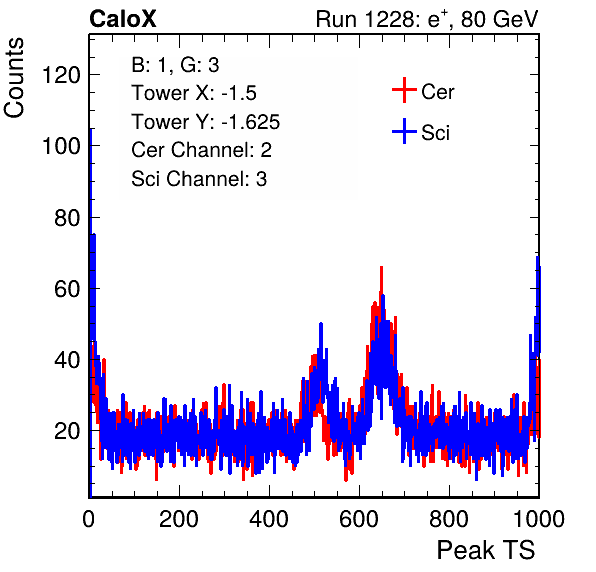 CaloX Run 1228: e⁺, 80 GeV
Counts
B: 1, G: 3
Tower X: -1.5
Tower Y: -1.625
Cer Channel: 2
Sci Channel: 3
Cer
Sci
120
100
80
60
40
20
0 200 400 600 800 1000
Peak TS